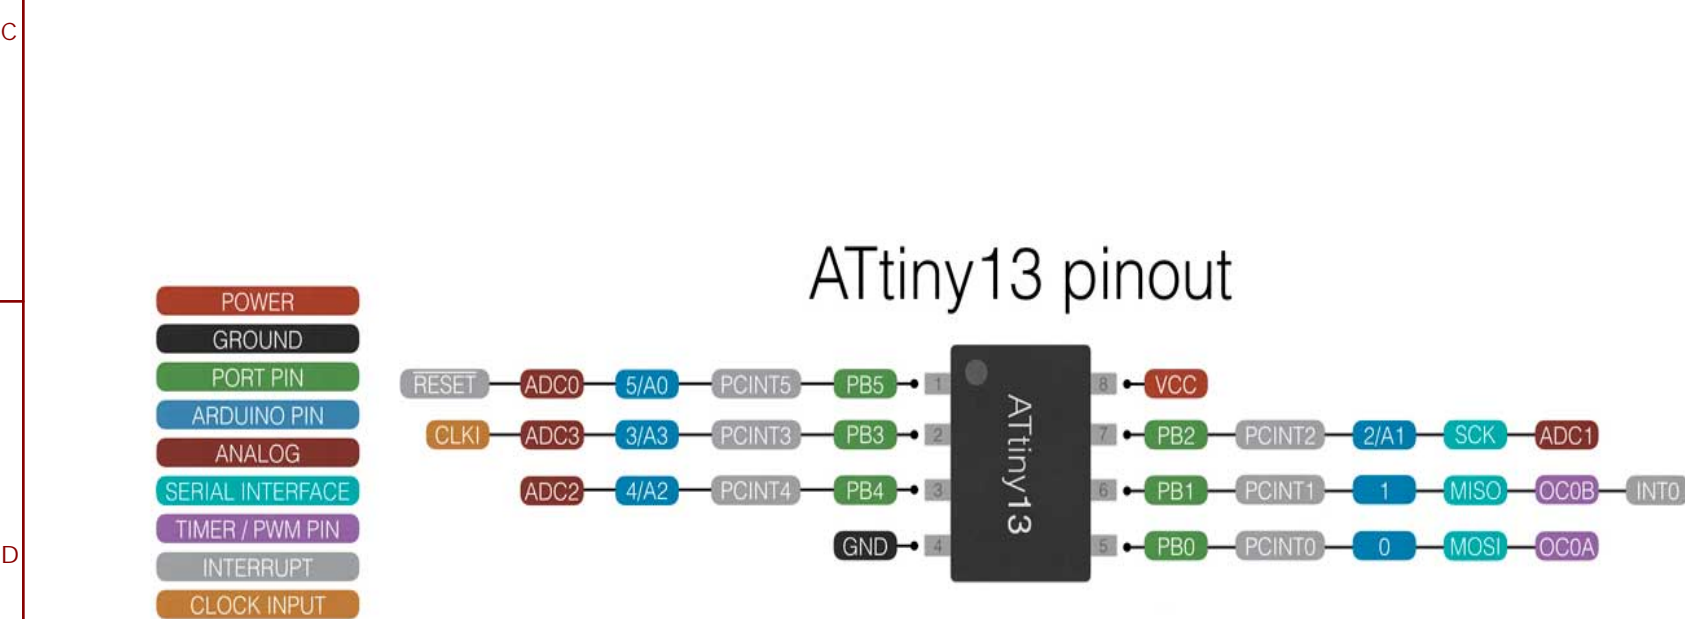 C
ATtiny13 pinout
POWER
GROUND
PORT PIN
ARDUINO PIN
ANALOG
SERIAL INTERFACE
TIMER / PWM PIN
INTERRUPT
CLOCK INPUT
D
RESET ADC0 5/A0 PCINT5 PB5 1 8 VCC
CLKI ADC3 3/A3 PCINT3 PB3 2 7 PB2 PCINT2 2/A1 SCK ADC1
ADC2 4/A2 PCINT4 PB4 3 6 PB1 PCINT1 1 MISO OC0B INT0
GND 4 5 PB0 PCINT0 0 MOSI OC0A
ATtiny13